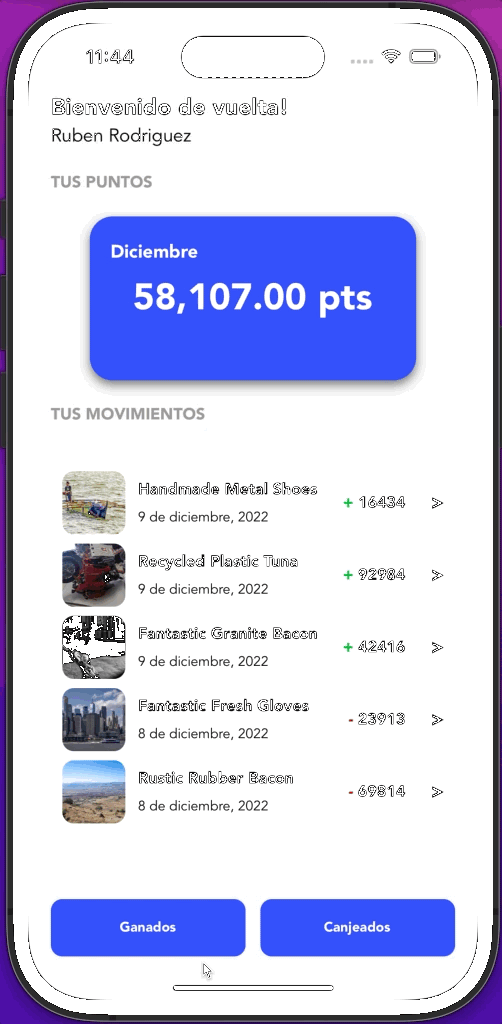 11:44
Bienvenido de vuelta!
Ruben Rodriguez
TUS PUNTOS
Diciembre
58,107.00 pts
TUS MOVIMIENTOS
Handmade Metal Shoes
9 de diciembre, 2022
+ 16434 >
Recycled Plastic Tuna
9 de diciembre, 2022
+ 92984 >
Fantastic Granite Bacon
9 de diciembre, 2022
+ 42416 >
Fantastic Fresh Gloves
8 de diciembre, 2022
- 23913 >
Rustic Rubber Bacon
8 de diciembre, 2022
- 69814 >
Ganados
Canjeados